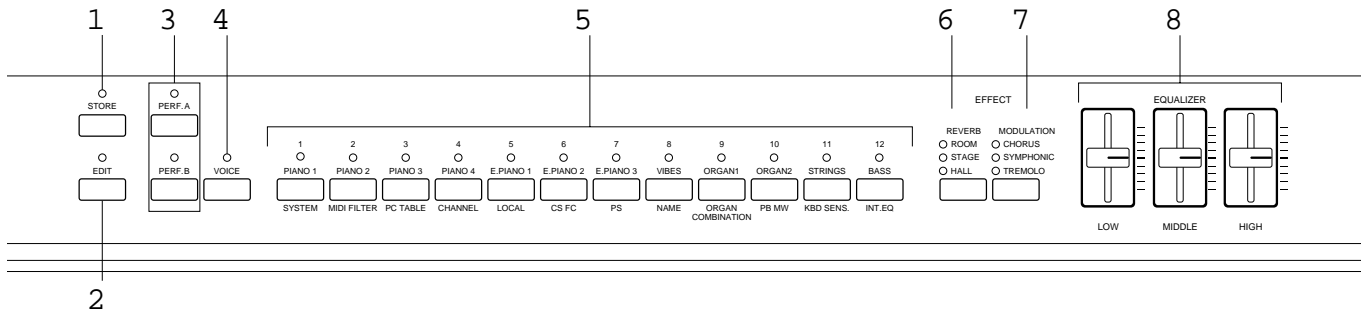 1 3 4 5 6 7 8
EFFECT EQUALIZER
STORE PERF. A
REVERB MODULATION
ROOM CHORUS
STAGE SYMPHONIC
HALL TREMOLO
1 2 3 4 5 6 7 8 9 10 11 12
EDIT PERF.B VOICE PIANO 1 PIANO 2 PIANO 3 PIANO 4 E.PIANO 1 E.PIANO 2 E.PIANO 3 VIBES ORGAN1 ORGAN2 STRINGS BASS
SYSTEM MIDI FILTER PC TABLE CHANNEL LOCAL CS FC PS NAME ORGAN COMBINATION PB MW KBD SENS. INT.EQ
LOW MIDDLE HIGH
2